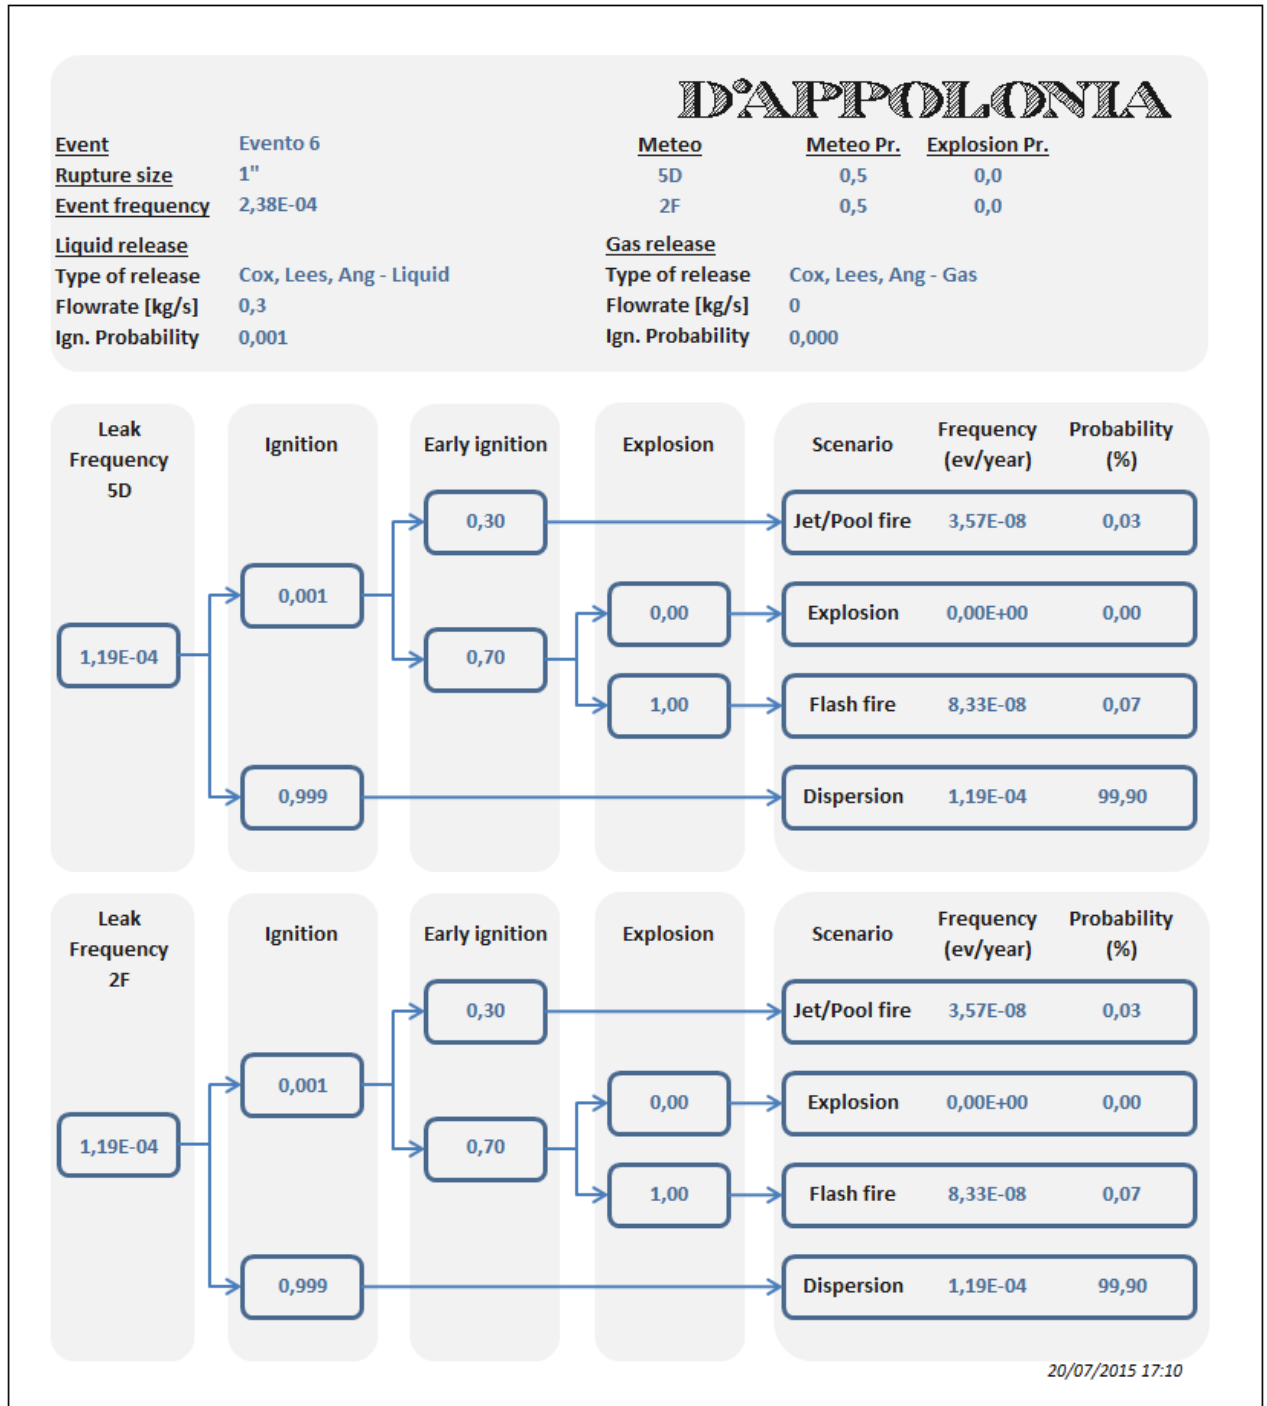 D'APPOLONIA
Event Evento 6
Rupture size 1"
Event frequency 2,38E-04
Meteo Meteo Pr. Explosion Pr.
5D 0,5 0,0
2F 0,5 0,0
Liquid release
Type of release Cox, Lees, Ang - Liquid
Flowrate [kg/s] 0,3
Ign. Probability 0,001
Gas release
Type of release Cox, Lees, Ang - Gas
Flowrate [kg/s] 0
Ign. Probability 0,000
Leak
Frequency
5D
Ignition
Early ignition
Explosion
Scenario
Frequency
(ev/year)
Probability
(%)
1,19E-04
0,001
0,999
0,30
0,70
0,00
1,00
Jet/Pool fire 3,57E-08 0,03
Explosion 0,00E+00 0,00
Flash fire 8,33E-08 0,07
Dispersion 1,19E-04 99,90
Leak
Frequency
2F
Ignition
Early ignition
Explosion
Scenario
Frequency
(ev/year)
Probability
(%)
1,19E-04
0,001
0,999
0,30
0,70
0,00
1,00
Jet/Pool fire 3,57E-08 0,03
Explosion 0,00E+00 0,00
Flash fire 8,33E-08 0,07
Dispersion 1,19E-04 99,90
20/07/2015 17:10